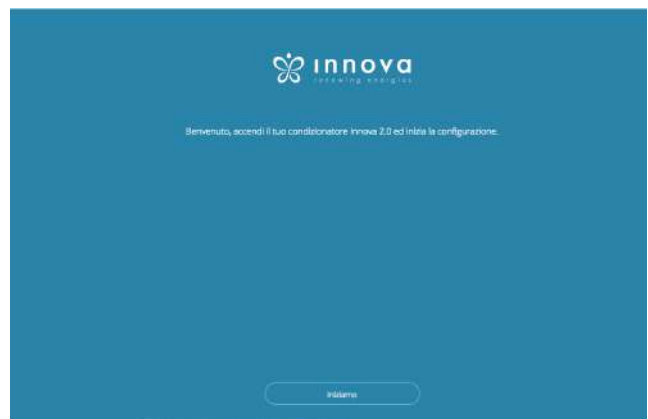 innova
renewing energies
Benvenuto, accendi il tuo condizionatore Innova 2.0 ed inizia la configurazione.
Iniziamo